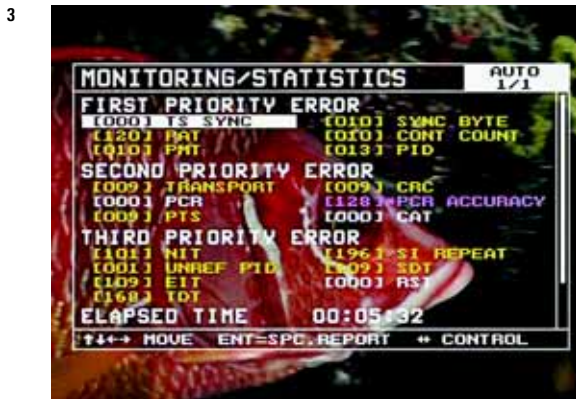 3
MONITORING/STATISTICS AUTO 1/1
FIRST PRIORITY ERROR
[000] TS SYNC [010] SYNC BYTE
[120] PAT [010] CONT COUNT
[010] PMT [013] PID
SECOND PRIORITY ERROR
[009] TRANSPORT [009] CRC
[000] PCR [128]*PCR ACCURACY
[009] PTS [000] CAT
THIRD PRIORITY ERROR
[101] NIT [196] SI REPEAT
[001] UNREF PID SDT
[109] EIT [000] RST
[168] TDT
ELAPSED TIME 00:05:32
↑↓←→ MOVE ENT=SPC.REPORT ↔ CONTROL